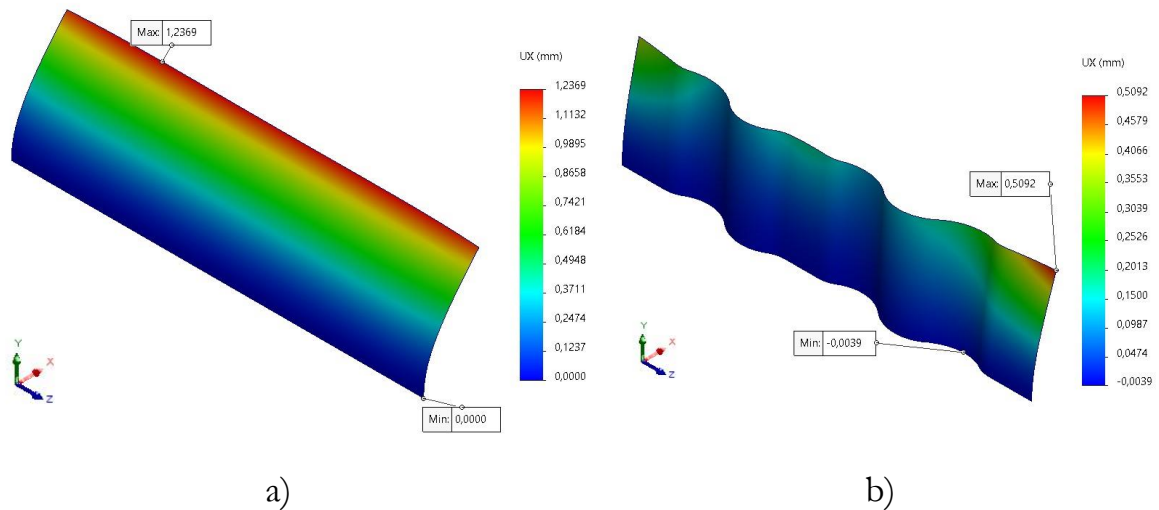 Max: 1,2369
UX (mm)
1,2369
1,1132
0,9895
0,8658
0,7421
0,6184
0,4948
0,3711
0,2474
0,1237
0,0000
Y
X
Z
Min: 0,0000
a)
UX (mm)
0,5092
0,4579
0,4066
0,3553
0,3039
0,2526
0,2013
0,1500
0,0987
0,0474
-0,0039
Max: 0,5092
Min: -0,0039
Y
X
Z
b)